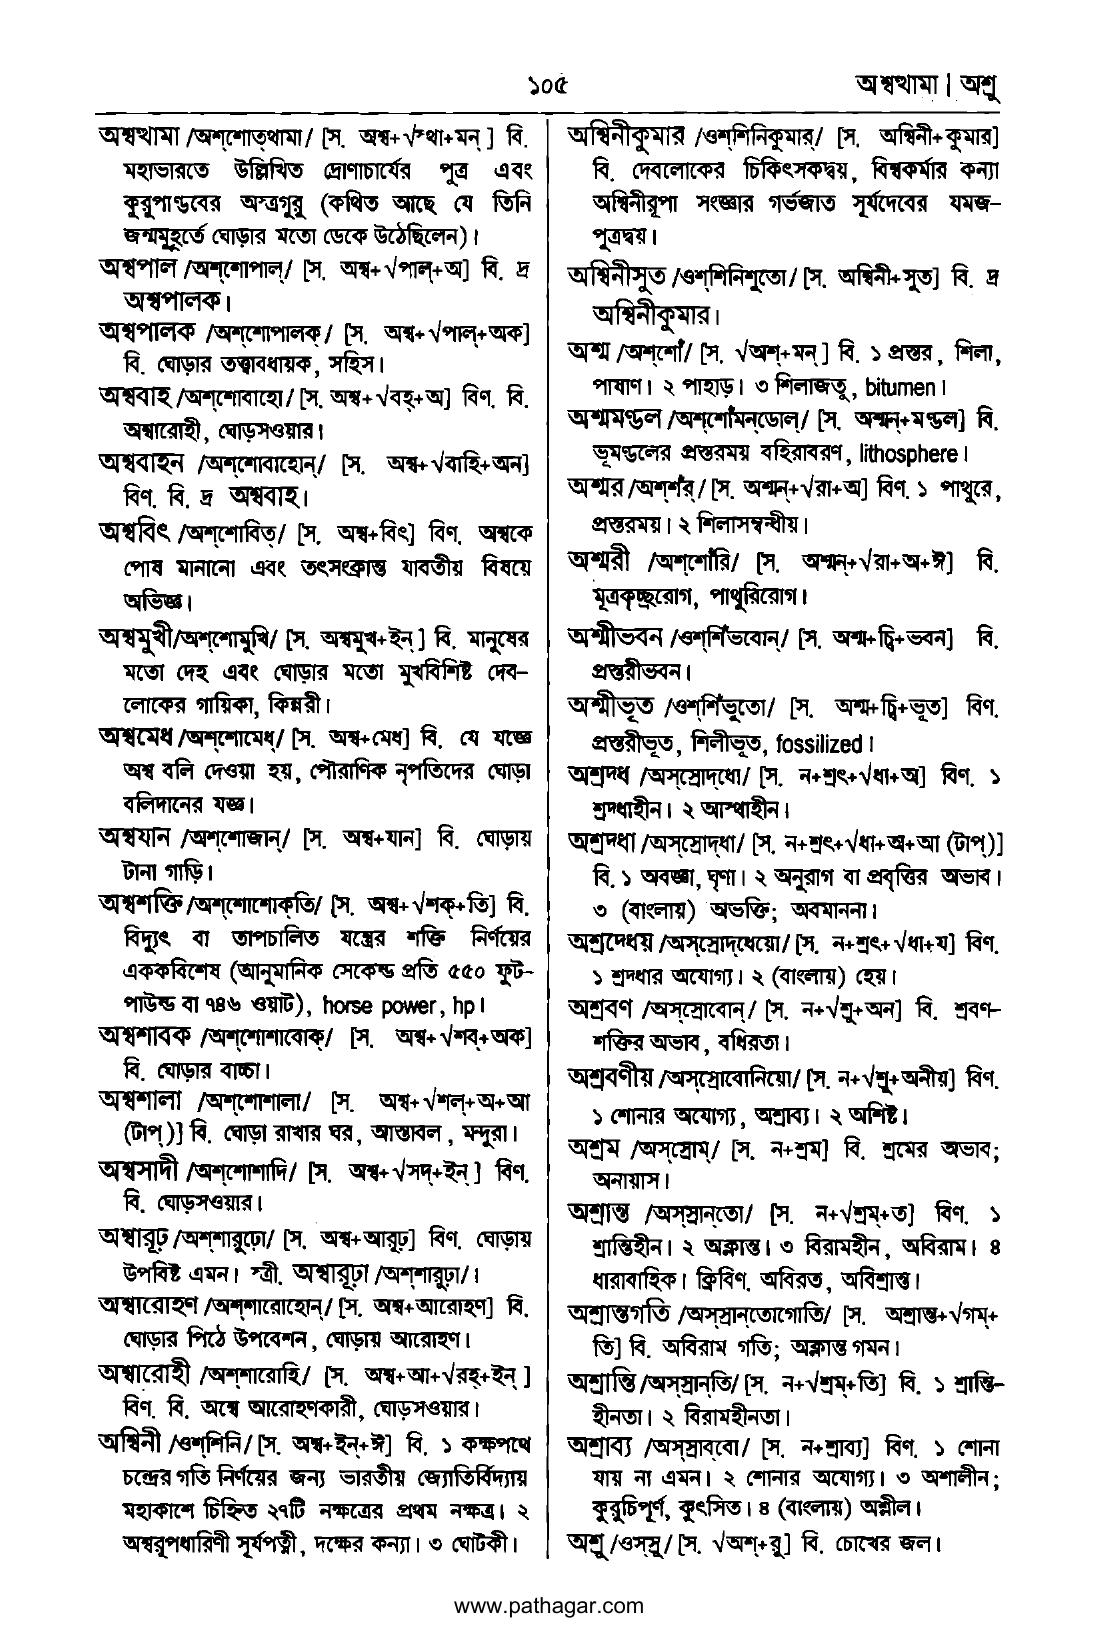 ১০৫
অশ্বত্থামা | অশ্রু
অশ্বত্থামা /অশ্‌শোত্‌থামা/ [স. অশ্ব+√স্থা+মন্‌] বি.
মহাভারতে উল্লিখিত দ্রোণাচার্যের পুত্র এবং
কুরুপাণ্ডবের অস্ত্রগুরু (কথিত আছে যে তিনি
জন্মমুহূর্তে ঘোড়ার মতো ডেকে উঠেছিলেন)।
অশ্বপাল /অশ্‌শোপাল্‌/ [স. অশ্ব+√পাল্‌+অ] বি. দ্র
অশ্বপালক।
অশ্বপালক /অশ্‌শোপালক্‌/ [স. অশ্ব+√পাল্‌+অক]
বি. ঘোড়ার তত্ত্বাবধায়ক, সহিস।
অশ্ববাহ /অশ্‌শোবাহো/ [স. অশ্ব+√বহ্‌+অ] বিণ. বি.
অশ্বারোহী, ঘোড়সওয়ার।
অশ্ববাহন /অশ্‌শোবাহোন্‌/ [স. অশ্ব+√বাহি+অন]
বিণ. বি. দ্র অশ্ববাহ।
অশ্ববিৎ /অশ্‌শোবিত্‌/ [স. অশ্ব+বিৎ] বিণ. অশ্বকে
পোষ মানানো এবং তৎসংক্রান্ত যাবতীয় বিষয়ে
অভিজ্ঞ।
অশ্বমুখী/অশ্‌শোমুখি/ [স. অশ্বমুখ+ইন্‌] বি. মানুষের
মতো দেহ এবং ঘোড়ার মতো মুখবিশিষ্ট দেব-
লোকের গায়িকা, কিন্নরী।
অশ্বমেধ /অশ্‌শোমেধ্‌/ [স. অশ্ব+মেধ] বি. যে যজ্ঞে
অশ্ব বলি দেওয়া হয়, পৌরাণিক নৃপতিদের ঘোড়া
বলিদানের যজ্ঞ।
অশ্বযান /অশ্‌শোজান্‌/ [স. অশ্ব+যান] বি. ঘোড়ায়
টানা গাড়ি।
অশ্বশক্তি /অশ্‌শোশোক্‌তি/ [স. অশ্ব+√শক্‌+তি] বি.
বিদ্যুৎ বা তাপচালিত যন্ত্রের শক্তি নির্ণয়ের
এককবিশেষ (আনুমানিক সেকেন্ড প্রতি ৫৫০ ফুট-
পাউন্ড বা ৭৪৬ ওয়াট), horse power, hp।
অশ্বশাবক /অশ্‌শোশাবোক্‌/ [স. অশ্ব+√শব্‌+অক]
বি. ঘোড়ার বাচ্চা।
অশ্বশালা /অশ্‌শোশালা/ [স. অশ্ব+√শল্‌+অ+আ
(টাপ্‌)] বি. ঘোড়া রাখার ঘর, আস্তাবল, মন্দুরা।
অশ্বসাদী /অশ্‌শোশাদি/ [স. অশ্ব+√সদ্‌+ইন্‌] বিণ.
বি. ঘোড়সওয়ার।
অশ্বারূঢ় /অশ্‌শারুঢ়ো/ [স. অশ্ব+আরূঢ়] বিণ. ঘোড়ায়
উপবিষ্ট এমন। স্ত্রী. অশ্বারূঢ়া /অশ্‌শারুঢ়া/।
অশ্বারোহণ /অশ্‌শারোহোন্‌/ [স. অশ্ব+আরোহণ] বি.
ঘোড়ার পিঠে উপবেশন, ঘোড়ায় আরোহণ।
অশ্বারোহী /অশ্‌শারোহি/ [স. অশ্ব+আ+√রহ্‌+ইন্‌]
বিণ. বি. অশ্বে আরোহণকারী, ঘোড়সওয়ার।
অশ্বিনী /ওশ্‌শিনি/ [স. অশ্ব+ইন্‌+ঈ] বি. ১ কক্ষপথে
চন্দ্রের গতি নির্ণয়ের জন্য ভারতীয় জ্যোতির্বিদ্যায়
মহাকাশে চিহ্নিত ২৭টি নক্ষত্রের প্রথম নক্ষত্র। ২
অশ্বরূপধারিণী সূর্যপত্নী, দক্ষের কন্যা। ৩ ঘোটকী।
অশ্বিনীকুমার /ওশ্‌শিনিকুমার্‌/ [স. অশ্বিনী+কুমার]
বি. দেবলোকের চিকিৎসকদ্বয়, বিশ্বকর্মার কন্যা
অশ্বিনীরূপা সংজ্ঞার গর্ভজাত সূর্যদেবের যমজ-
পুত্রদ্বয়।
অশ্বিনীসুত /ওশ্‌শিনিশুতো/ [স. অশ্বিনী+সুত] বি. দ্র
অশ্বিনীকুমার।
অশ্ম /অশ্‌শোঁ/ [স. √অশ্‌+মন্‌] বি. ১ প্রস্তর, শিলা,
পাষাণ। ২ পাহাড়। ৩ শিলাজতু, bitumen।
অশ্মমণ্ডল /অশ্‌শোঁমন্‌ডোল্‌/ [স. অশ্মন্‌+মণ্ডল] বি.
ভূমণ্ডলের প্রস্তরময় বহিরাবরণ, lithosphere।
অশ্মর /অশ্‌শঁর্‌/ [স. অশ্মন্‌+√রা+অ] বিণ. ১ পাথুরে,
প্রস্তরময়। ২ শিলাসম্বন্ধীয়।
অশ্মরী /অশ্‌শোঁরি/ [স. অশ্মন্‌+√রা+অ+ঈ] বি.
মূত্রকৃচ্ছ্ররোগ, পাথুরিরোগ।
অশ্মীভবন /ওশ্‌শিঁভবোন্‌/ [স. অশ্ম+চ্বি+ভবন] বি.
প্রস্তরীভবন।
অশ্মীভূত /ওশ্‌শিঁভুতো/ [স. অশ্ম+চ্বি+ভূত] বিণ.
প্রস্তরীভূত, শিলীভূত, fossilized।
অশ্রদ্ধ /অস্‌স্রোদ্‌ধো/ [স. ন+শ্রৎ+√ধা+অ] বিণ. ১
শ্রদ্ধাহীন। ২ আস্থাহীন।
অশ্রদ্ধা /অস্‌স্রোদ্‌ধা/ [স. ন+শ্রৎ+√ধা+অ+আ (টাপ্‌)]
বি. ১ অবজ্ঞা, ঘৃণা। ২ অনুরাগ বা প্রবৃত্তির অভাব।
৩ (বাংলায়) অভক্তি; অবমাননা।
অশ্রদ্ধেয় /অস্‌স্রোদ্‌ধেয়ো/ [স. ন+শ্রৎ+√ধা+য] বিণ.
১ শ্রদ্ধার অযোগ্য। ২ (বাংলায়) হেয়।
অশ্রবণ /অস্‌স্রোবোন্‌/ [স. ন+√শ্রু+অন] বি. শ্রবণ-
শক্তির অভাব, বধিরতা।
অশ্রবণীয় /অস্‌স্রোবোনিয়ো/ [স. ন+√শ্রু+অনীয়] বিণ.
১ শোনার অযোগ্য, অশ্রাব্য। ২ অশিষ্ট।
অশ্রম /অস্‌স্রোম্‌/ [স. ন+শ্রম] বি. শ্রমের অভাব;
অনায়াস।
অশ্রান্ত /অস্‌স্রান্‌তো/ [স. ন+√শ্রম্‌+ত] বিণ. ১
শ্রান্তিহীন। ২ অক্লান্ত। ৩ বিরামহীন, অবিরাম। ৪
ধারাবাহিক। ক্রিবিণ. অবিরত, অবিশ্রান্ত।
অশ্রান্তগতি /অস্‌স্রান্‌তোগোতি/ [স. অশ্রান্ত+√গম্‌+
তি] বি. অবিরাম গতি; অক্লান্ত গমন।
অশ্রান্তি /অস্‌স্রান্‌তি/ [স. ন+√শ্রম্‌+তি] বি. ১ শ্রান্তি-
হীনতা। ২ বিরামহীনতা।
অশ্রাব্য /অস্‌স্রাব্‌বো/ [স. ন+শ্রাব্য] বিণ. ১ শোনা
যায় না এমন। ২ শোনার অযোগ্য। ৩ অশালীন;
কুরুচিপূর্ণ, কুৎসিত। ৪ (বাংলায়) অশ্লীল।
অশ্রু /ওস্‌স্রু/ [স. √অশ্‌+রু] বি. চোখের জল।
www.pathagar.com